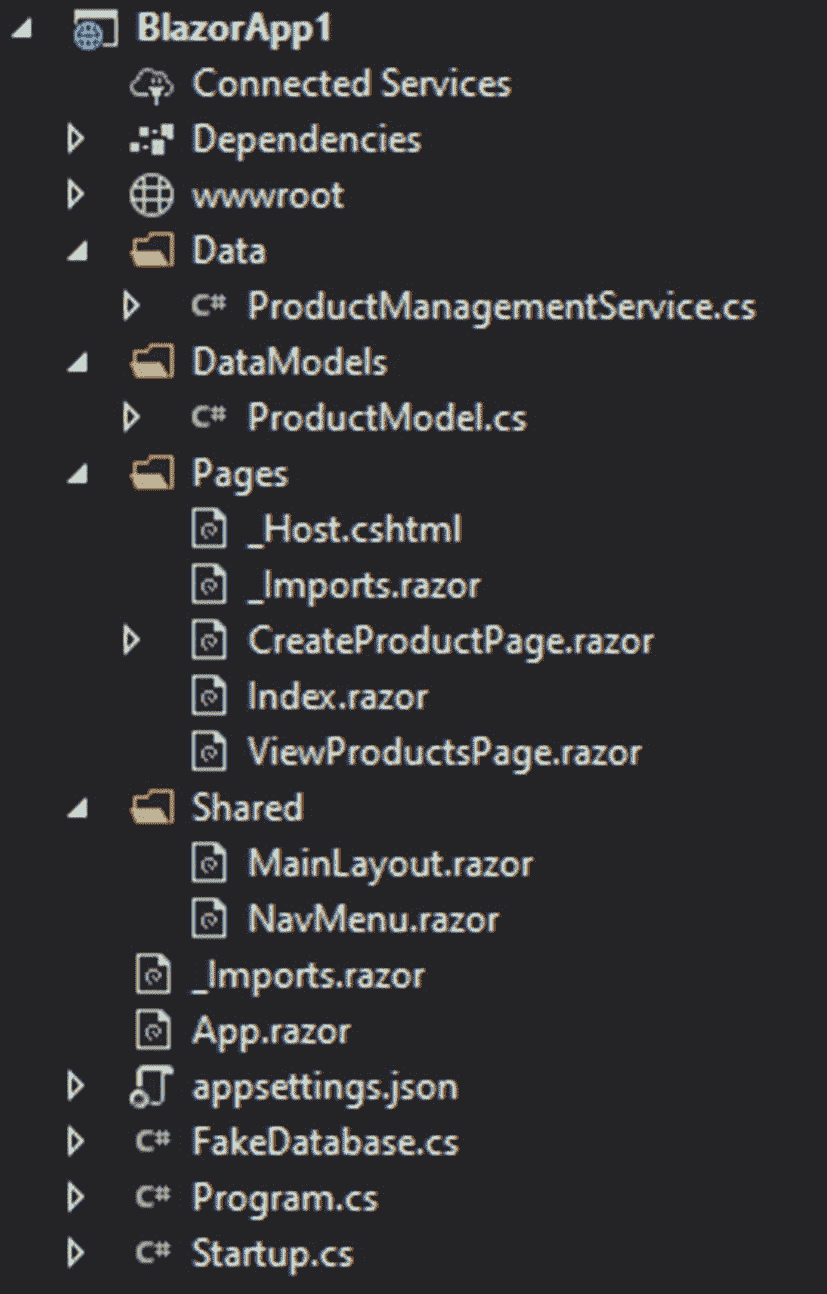 BlazorApp1
Connected Services
Dependencies
wwwroot
Data
C# ProductManagementService.cs
DataModels
C# ProductModel.cs
Pages
_Host.cshtml
_Imports.razor
CreateProductPage.razor
Index.razor
ViewProductsPage.razor
Shared
MainLayout.razor
NavMenu.razor
_Imports.razor
App.razor
appsettings.json
C# FakeDatabase.cs
C# Program.cs
C# Startup.cs